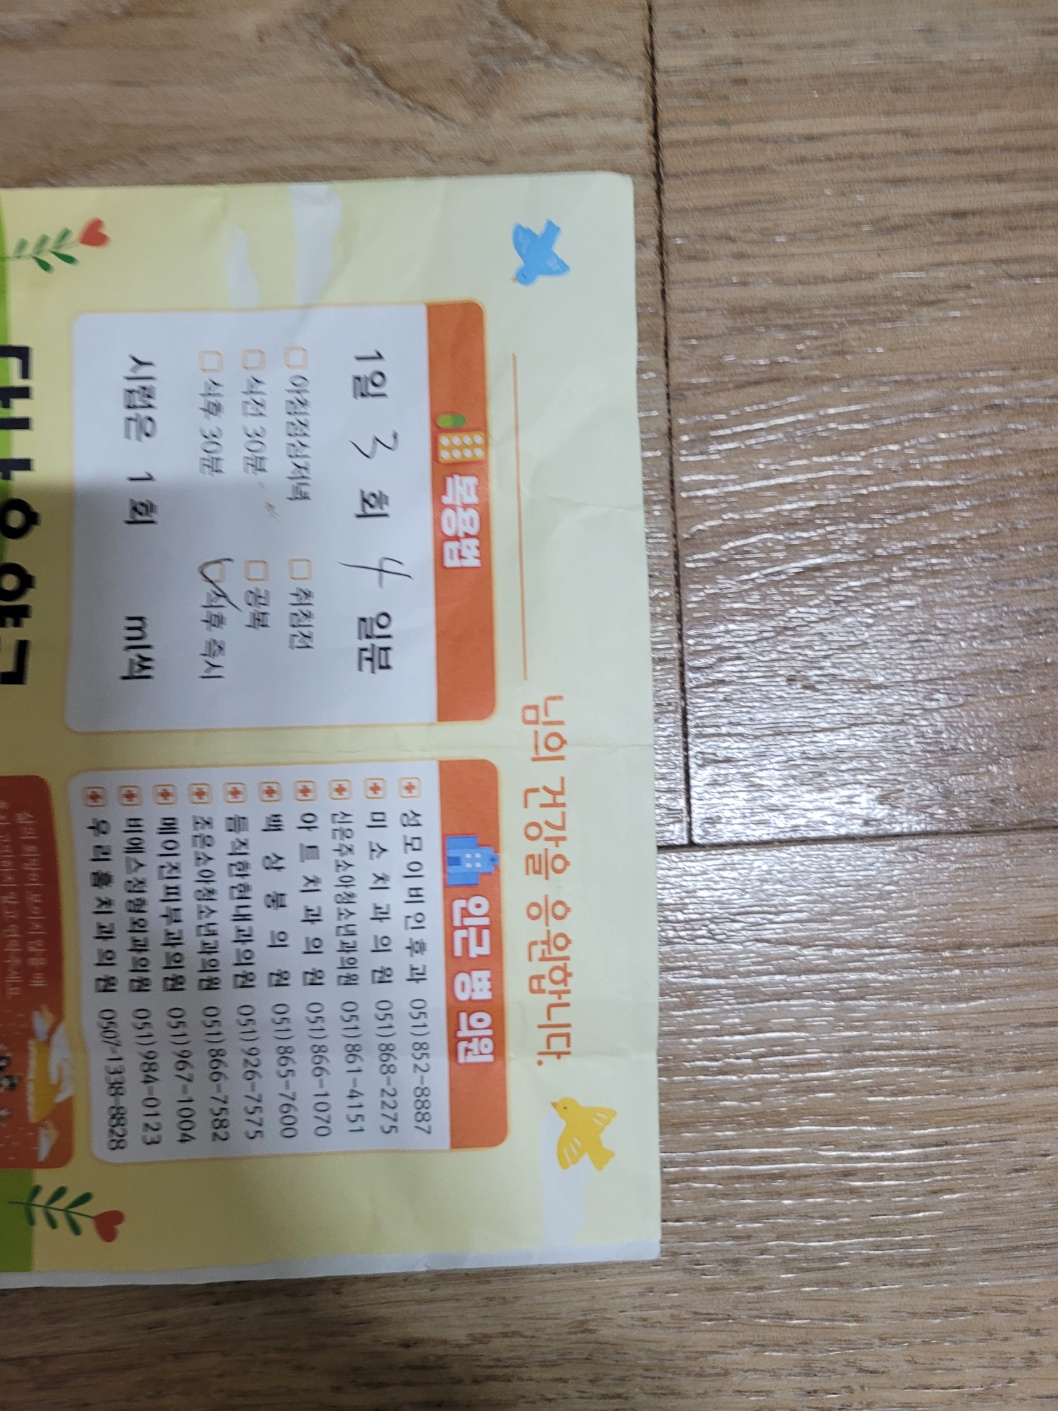 님의 건강을 응원합니다.
복용법
1일 3 회 4 일분
아침점심저녁 취침전
식전 30분 공복
식후 30분 식후 즉시
시럽은 1 회 ml씩
인근 병 의원
성모이비인후과 051)852-8887
미소치과의원 051)868-2275
신은주소아청소년과의원 051)861-4151
아트치과의원 051)866-1070
백상봉의원 051)865-7600
듬직한현내과의원 051)926-7575
조은소아청소년과의원 051)866-7582
메이진피부과의원 051)967-1004
비에스정형외과의원 051)984-0123
우리홈치과의원 0507-1338-8828